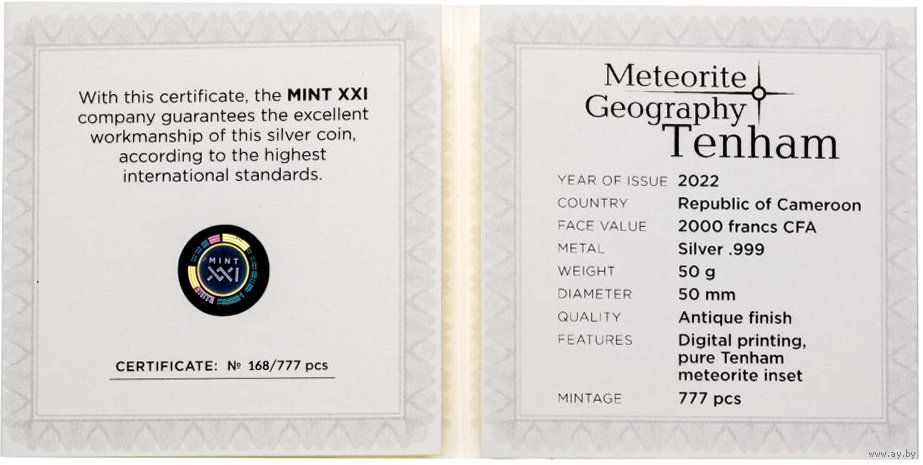 With this certificate, the MINT XXI
company guarantees the excellent
workmanship of this silver coin,
according to the highest
international standards.
MINT
XXI
CERTIFICATE: № 168/777 pcs
Meteorite
Geography
Tenham
YEAR OF ISSUE 2022
COUNTRY Republic of Cameroon
FACE VALUE 2000 francs CFA
METAL Silver .999
WEIGHT 50 g
DIAMETER 50 mm
QUALITY Antique finish
FEATURES Digital printing,
pure Tenham
meteorite inset
MINTAGE 777 pcs
www.ay.by